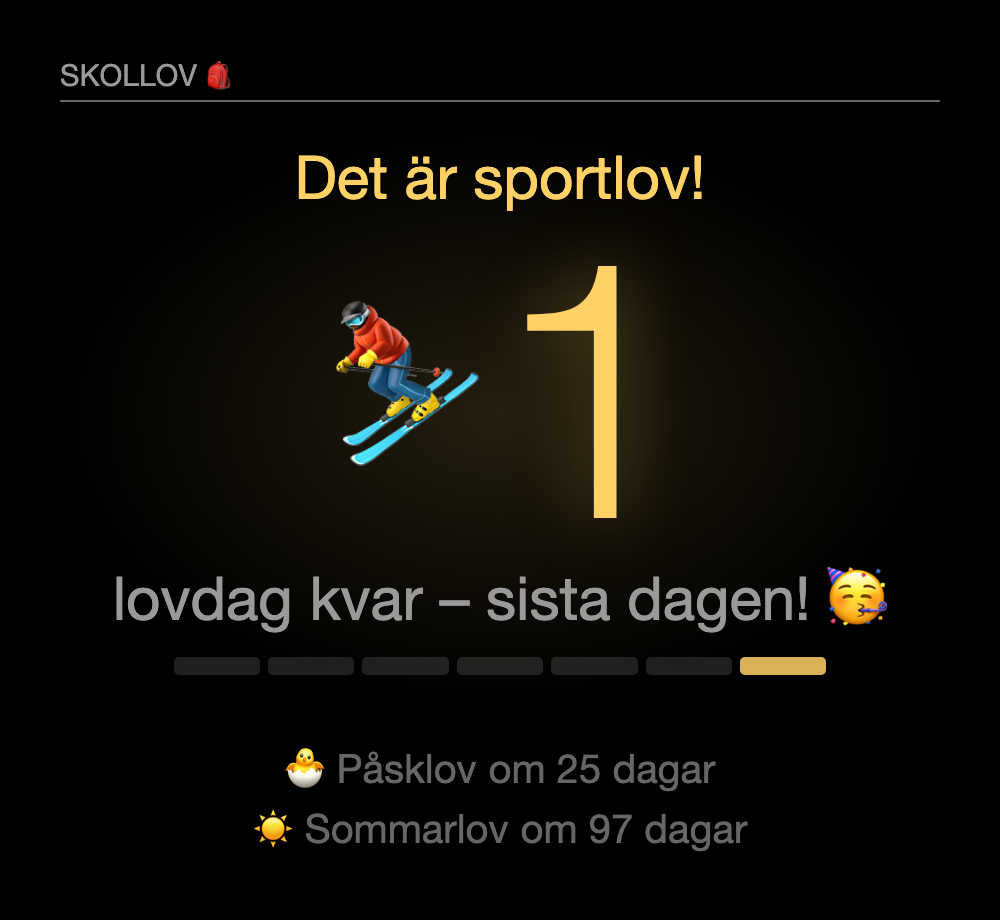 SKOLLOV 🎒
Det är sportlov!
⛷️ 1
lovdag kvar – sista dagen! 🥳
🐣 Påsklov om 25 dagar
☀️ Sommarlov om 97 dagar